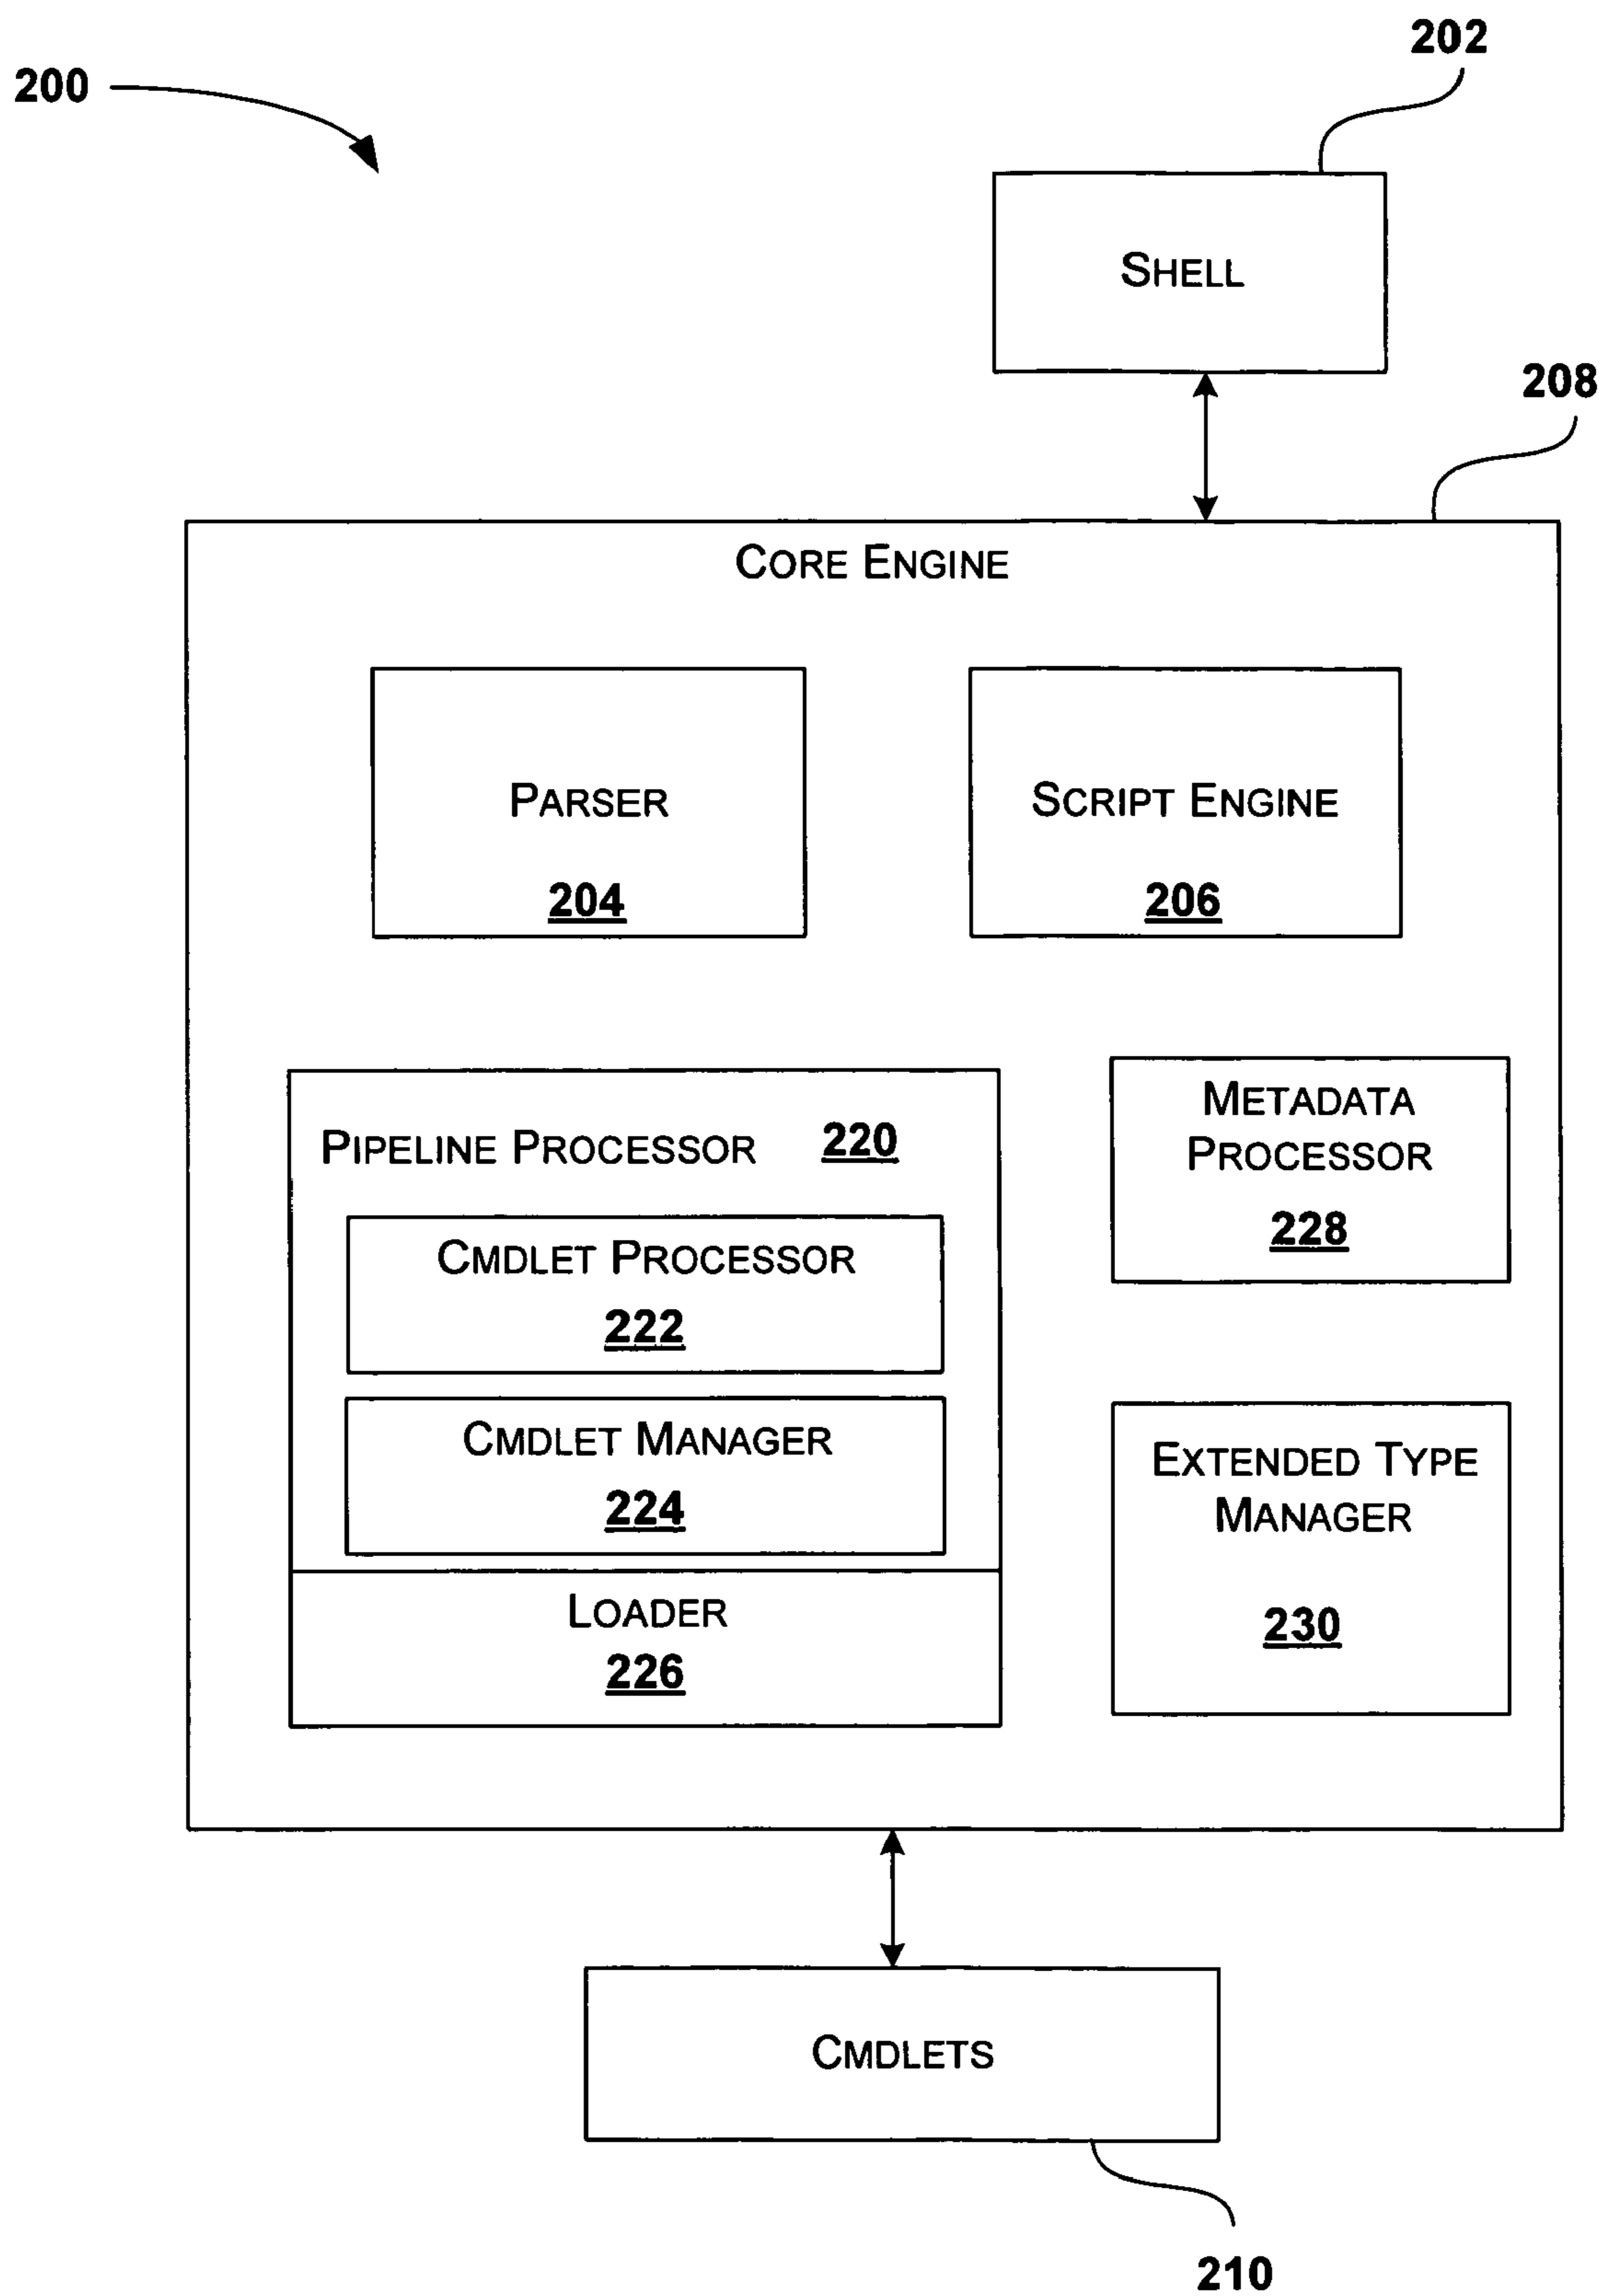 202
200
SHELL
208
CORE ENGINE
PARSER
SCRIPT ENGINE
204
206
METADATA
PROCESSOR
228
PIPELINE PROCESSOR 220
CMDLET PROCESSOR
222
CMDLET MANAGER
224
EXTENDED TYPE
MANAGER
230
LOADER
226
CMDLETS
210